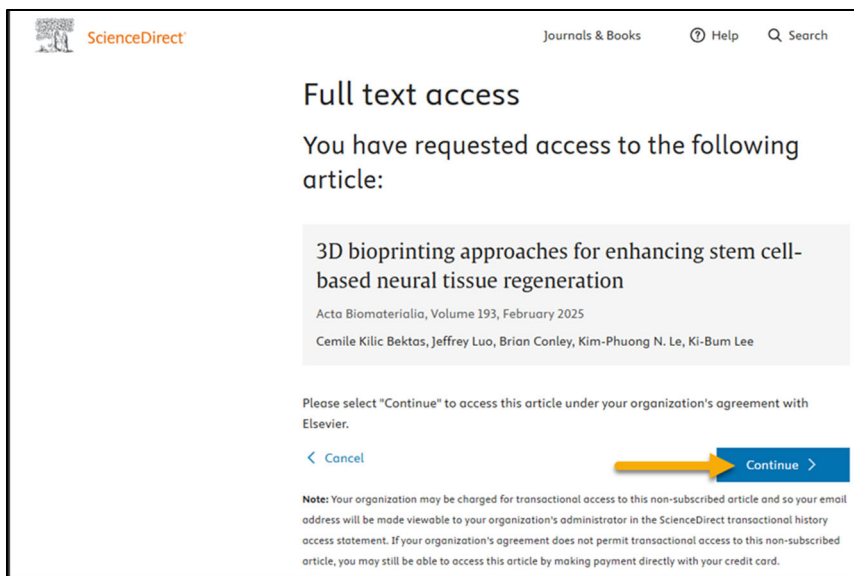 ScienceDirect
Journals & Books Help Search
Full text access
You have requested access to the following
article:
3D bioprinting approaches for enhancing stem cell-
based neural tissue regeneration
Acta Biomaterialia, Volume 193, February 2025
Cemile Kilic Bektas, Jeffrey Luo, Brian Conley, Kim-Phuong N. Le, Ki-Bum Lee
Please select "Continue" to access this article under your organization's agreement with
Elsevier.
Cancel
Continue
Note: Your organization may be charged for transactional access to this non-subscribed article and so your email
address will be made viewable to your organization's administrator in the ScienceDirect transactional history
access statement. If your organization's agreement does not permit transactional access to this non-subscribed
article, you may still be able to access this article by making payment directly with your credit card.